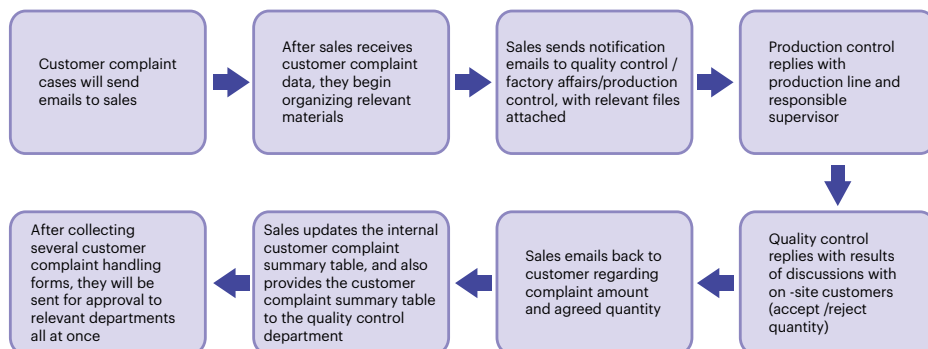 Customer complaint
cases will send
emails to sales
After sales receives
customer complaint
data, they begin
organizing relevant
materials
Sales sends notification
emails to quality control /
factory affairs/production
control, with relevant files
attached
Production control
replies with
production line and
responsible
supervisor
Quality control
replies with results
of discussions with
on -site customers
(accept /reject
quantity)
Sales emails back to
customer regarding
complaint amount
and agreed quantity
Sales updates the internal
customer complaint
summary table, and also
provides the customer
complaint summary table
to the quality control
department
After collecting
several customer
complaint handling
forms, they will be
sent for approval to
relevant departments
all at once